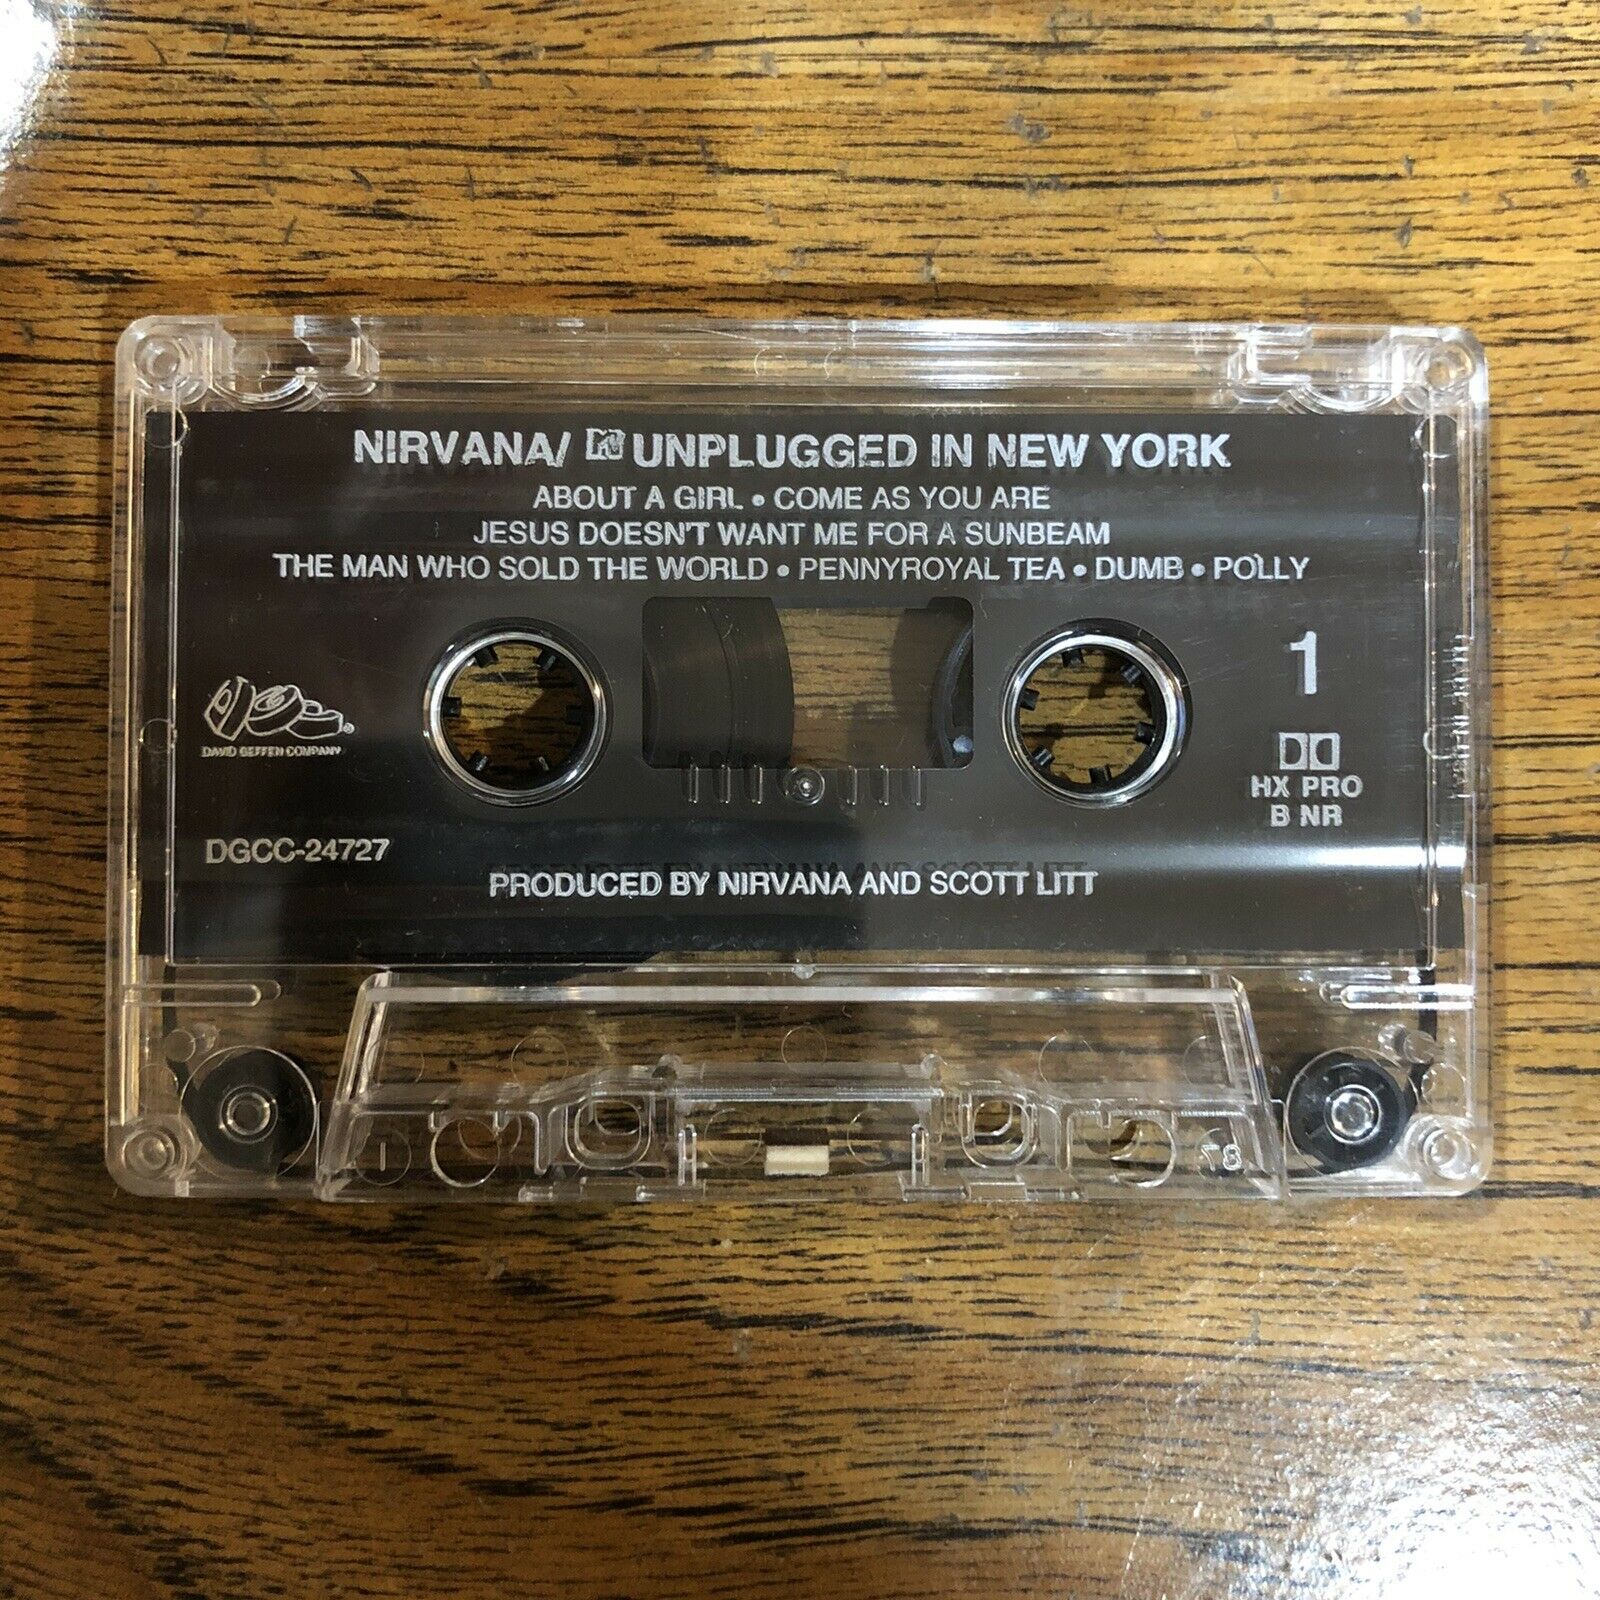 NIRVANA/ MTV UNPLUGGED IN NEW YORK
ABOUT A GIRL • COME AS YOU ARE
JESUS DOESN'T WANT ME FOR A SUNBEAM
THE MAN WHO SOLD THE WORLD • PENNYROYAL TEA • DUMB • POLLY
1
DAVID GEFFEN COMPANY
HX PRO
B NR
DGCC-24727
PRODUCED BY NIRVANA AND SCOTT LITT